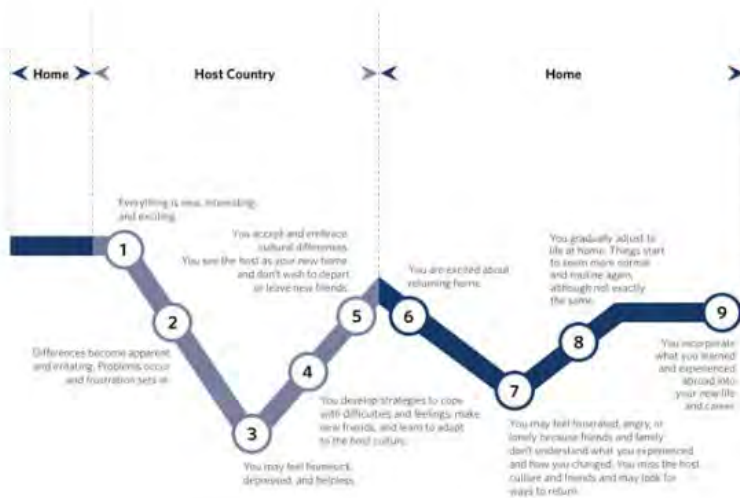 Home
Host Country
Home
Everything is new, interesting,
and exciting.
1
2
Differences become apparent
and irritating. Problems occur
and frustration sets in.
3
You may feel homesick,
depressed, and helpless.
4
You develop strategies to cope
with difficulties and feelings, make
new friends, and learn to adapt
to the host culture.
5
You accept and embrace
cultural differences.
You see the host as your new home
and don't wish to depart
or leave new friends.
6
You are excited about
returning home.
7
You may feel frustrated, angry, or
lonely because friends and family
don't understand what you experienced
and how you changed. You miss the host
culture and friends and may look for
ways to return.
8
You gradually adjust to
life at home. Things start
to seem more normal
and routine again,
although not exactly
the same.
9
You incorporate
what you learned
and experienced
abroad into
your new life
and career.